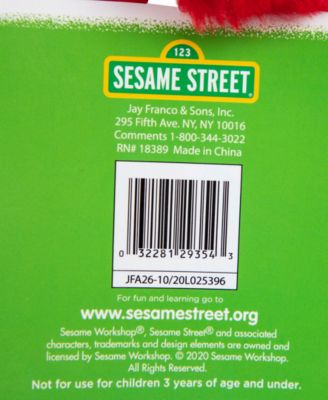 123
SESAME STREET®
Jay Franco & Sons, Inc.
295 Fifth Ave. NY, NY 10016
Comments 1-800-344-3022
RN# 18389 Made in China
0 32281 29354 3
JFA26-10/20L025396
For fun and learning go to
www.sesamestreet.org
Sesame Workshop®, Sesame Street® and associated
characters, trademarks and design elements are owned and
licensed by Sesame Workshop. © 2020 Sesame Workshop.
All Rights Reserved.
Not for use for children 3 years of age and under.